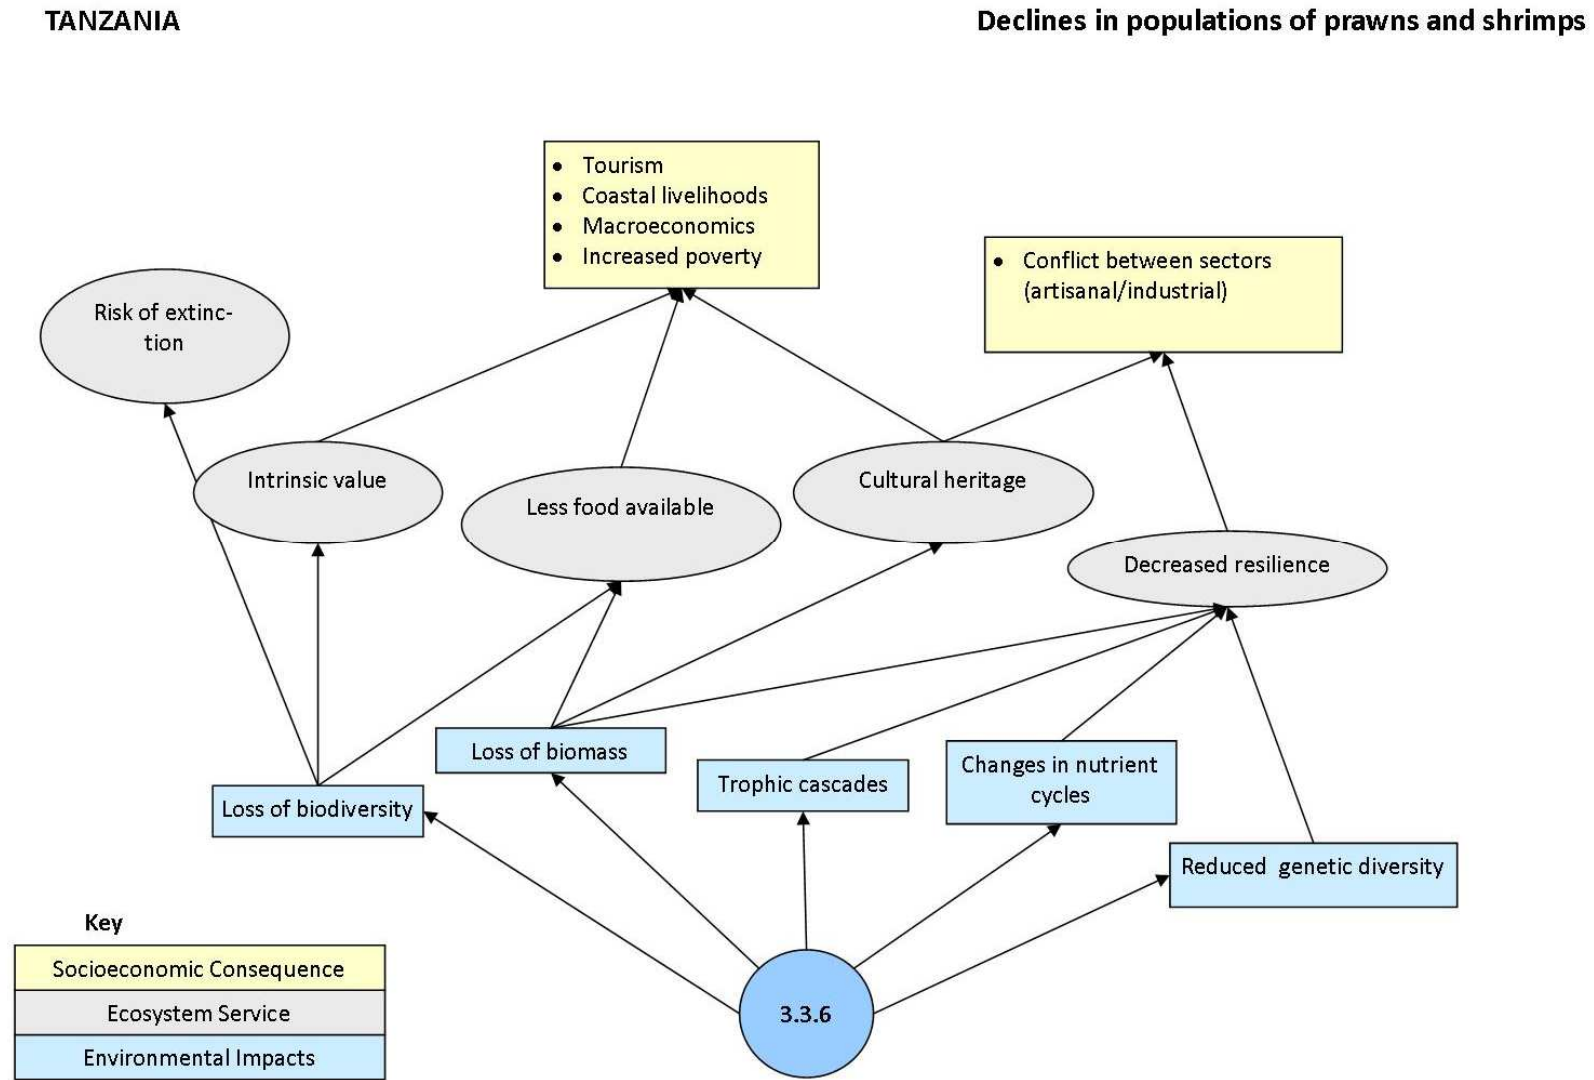 TANZANIA
Declines in populations of prawns and shrimps
• Tourism
• Coastal livelihoods
• Macroeconomics
• Increased poverty
• Conflict between sectors
(artisanal/industrial)
Risk of extinc-
tion
Intrinsic value
Less food available
Cultural heritage
Decreased resilience
Loss of biomass
Trophic cascades
Changes in nutrient
cycles
Loss of biodiversity
Reduced  genetic diversity
Key
Socioeconomic Consequence
Ecosystem Service
Environmental Impacts
3.3.6